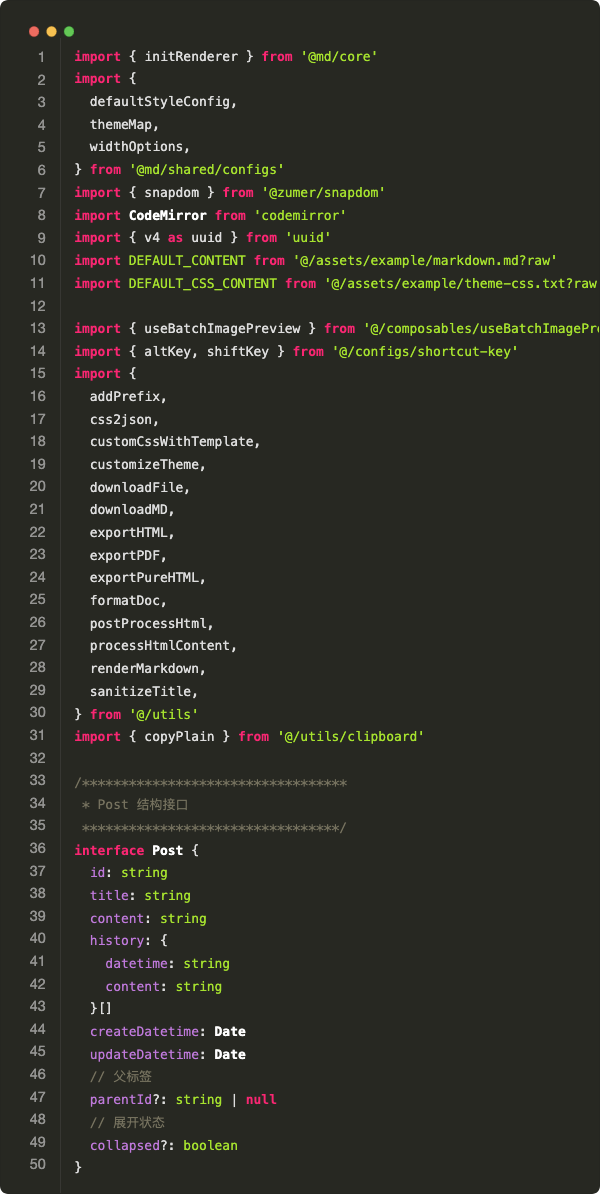 1 import { initRenderer } from '@md/core'
2 import {
3 defaultStyleConfig,
4 themeMap,
5 widthOptions,
6 } from '@md/shared/configs'
7 import { snapdom } from '@zumer/snapdom'
8 import CodeMirror from 'codemirror'
9 import { v4 as uuid } from 'uuid'
10 import DEFAULT_CONTENT from '@/assets/example/markdown.md?raw'
11 import DEFAULT_CSS_CONTENT from '@/assets/example/theme-css.txt?raw
12
13 import { useBatchImagePreview } from '@/composables/useBatchImagePre
14 import { altKey, shiftKey } from '@/configs/shortcut-key'
15 import {
16 addPrefix,
17 css2json,
18 customCssWithTemplate,
19 customizeTheme,
20 downloadFile,
21 downloadMD,
22 exportHTML,
23 exportPDF,
24 exportPureHTML,
25 formatDoc,
26 postProcessHtml,
27 processHtmlContent,
28 renderMarkdown,
29 sanitizeTitle,
30 } from '@/utils'
31 import { copyPlain } from '@/utils/clipboard'
32
33 /**********************************
34 * Post 结构接口
35 *********************************/
36 interface Post {
37 id: string
38 title: string
39 content: string
40 history: {
41 datetime: string
42 content: string
43 }[]
44 createDatetime: Date
45 updateDatetime: Date
46 // 父标签
47 parentId?: string | null
48 // 展开状态
49 collapsed?: boolean
50 }